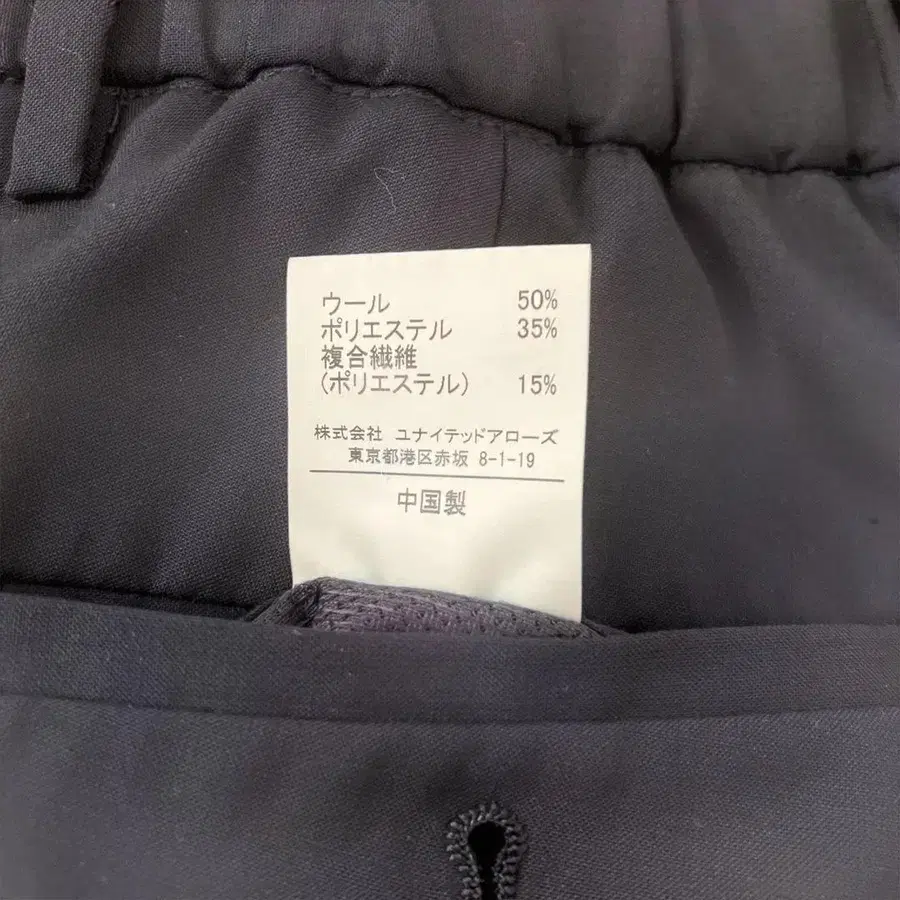 ウール 50%
ポリエステル 35%
複合繊維
(ポリエステル) 15%
株式会社 ユナイテッドアローズ
東京都港区赤坂 8-1-19
中国製